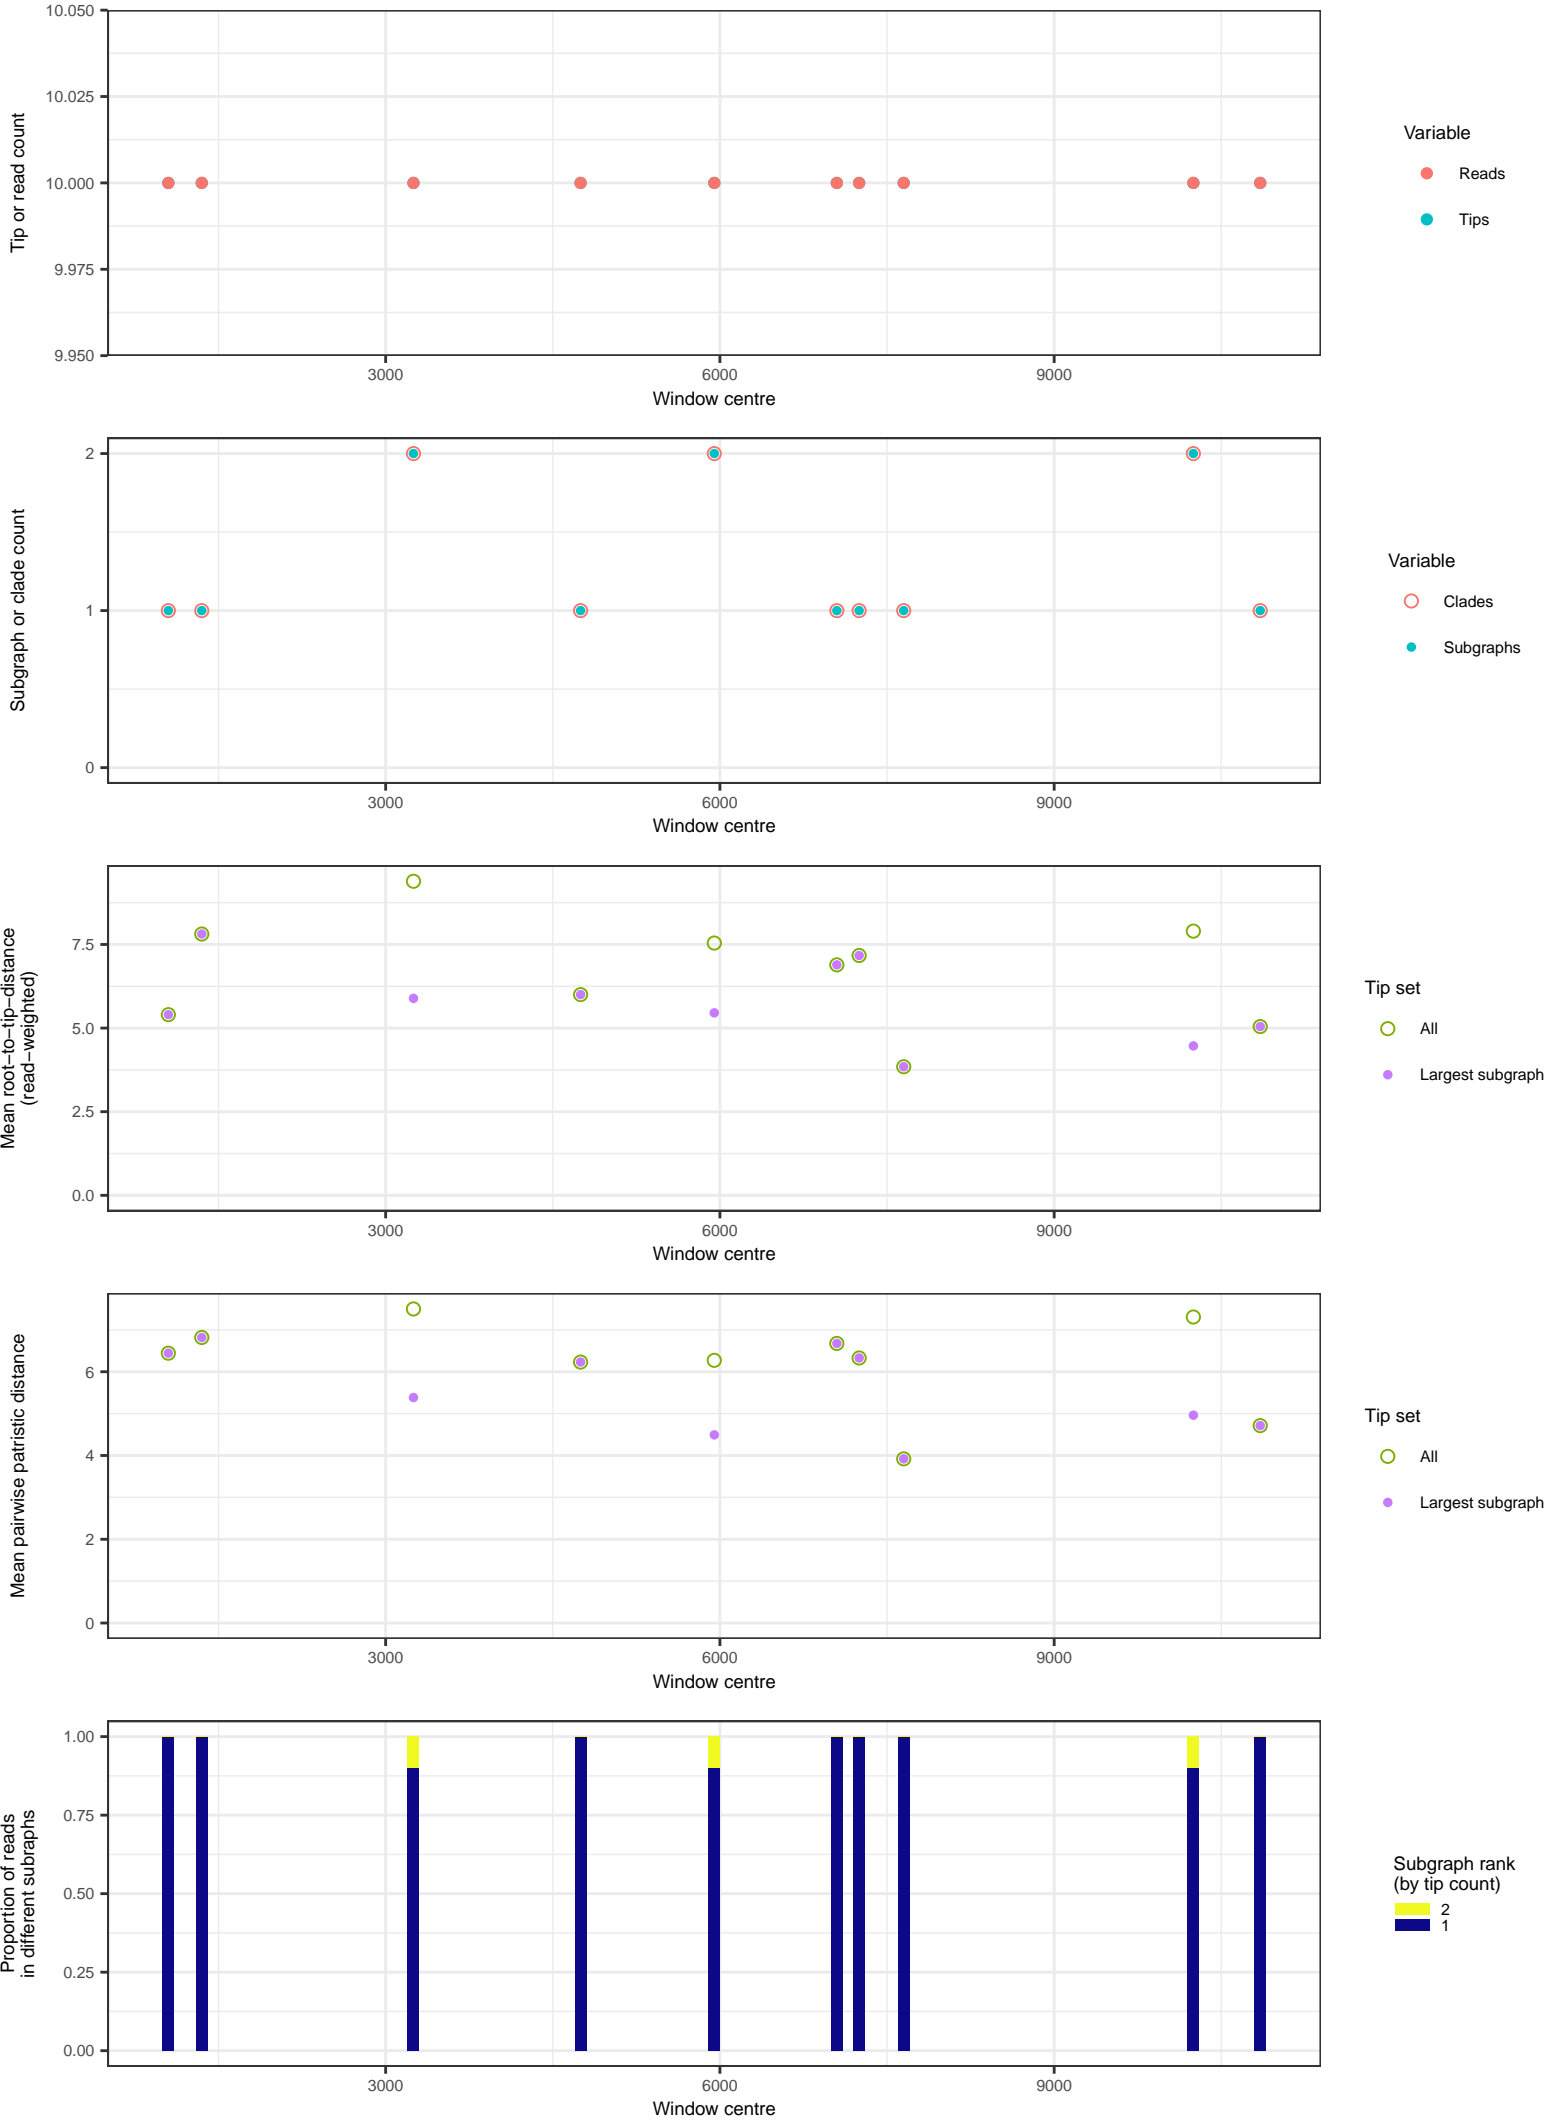 10.050
10.025
10.000
9.975
9.950
Tip or read count
3000
6000
9000
Window centre
Variable
Reads
Tips
2
1
0
Subgraph or clade count
3000
6000
9000
Window centre
Variable
Clades
Subgraphs
7.5
5.0
2.5
0.0
Mean root−to−tip−distance
(read−weighted)
3000
6000
9000
Window centre
Tip set
All
Largest subgraph
6
4
2
0
Mean pairwise patristic distance
3000
6000
9000
Window centre
Tip set
All
Largest subgraph
1.00
0.75
0.50
0.25
0.00
Proportion of reads
in different subraphs
3000
6000
9000
Window centre
Subgraph rank
(by tip count)
2
1